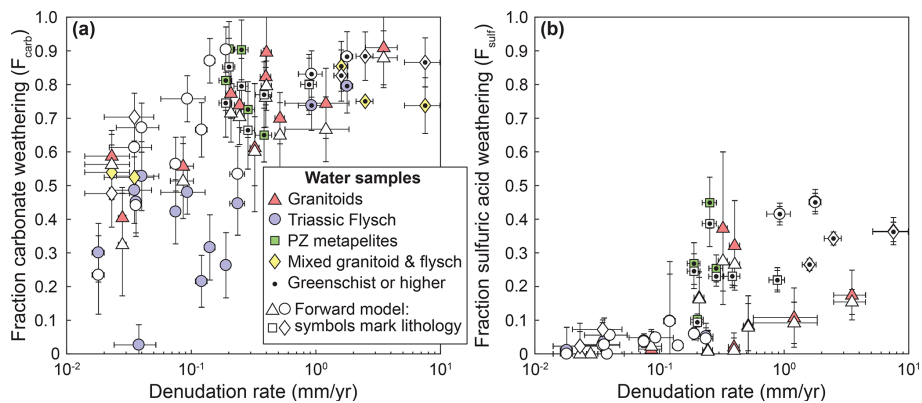 (a)
Fraction carbonate weathering (Fcarb)
1.0
0.9
0.8
0.7
0.6
0.5
0.4
0.3
0.2
0.1
0
10-2
10-1
100
101
Denudation rate (mm/yr)
Water samples
Granitoids
Triassic Flysch
PZ metapelites
Mixed granitoid & flysch
Greenschist or higher
Forward model:
symbols mark lithology
(b)
Fraction sulfuric acid weathering (Fsulf)
1.0
0.9
0.8
0.7
0.6
0.5
0.4
0.3
0.2
0.1
0
10-2
10-1
100
101
Denudation rate (mm/yr)